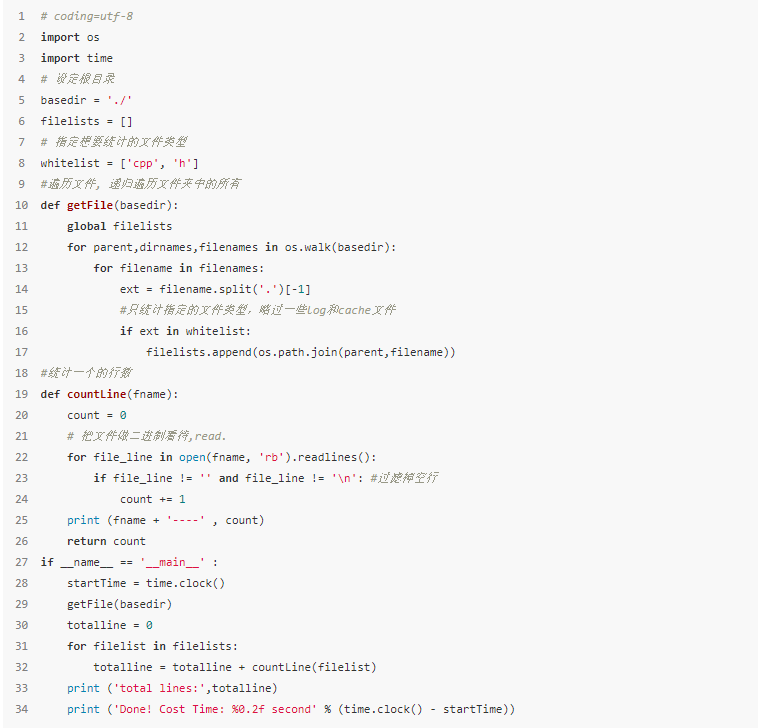 1 # coding=utf-8
2 import os
3 import time
4 # 设定根目录
5 basedir = './'
6 filelists = []
7 # 指定想要统计的文件类型
8 whitelist = ['cpp', 'h']
9 #遍历文件, 递归遍历文件夹中的所有
10 def getFile(basedir):
11     global filelists
12     for parent,dirnames,filenames in os.walk(basedir):
13         for filename in filenames:
14             ext = filename.split('.')[-1]
15             #只统计指定的文件类型，略过一些log和cache文件
16             if ext in whitelist:
17                 filelists.append(os.path.join(parent,filename))
18 #统计一个的行数
19 def countLine(fname):
20     count = 0
21     # 把文件做二进制看待,read.
22     for file_line in open(fname, 'rb').readlines():
23         if file_line != '' and file_line != '\n': #过滤掉空行
24             count += 1
25     print (fname + '----' , count)
26     return count
27 if __name__ == '__main__' :
28     startTime = time.clock()
29     getFile(basedir)
30     totalline = 0
31     for filelist in filelists:
32         totalline = totalline + countLine(filelist)
33     print ('total lines:',totalline)
34     print ('Done! Cost Time: %0.2f second' % (time.clock() - startTime))